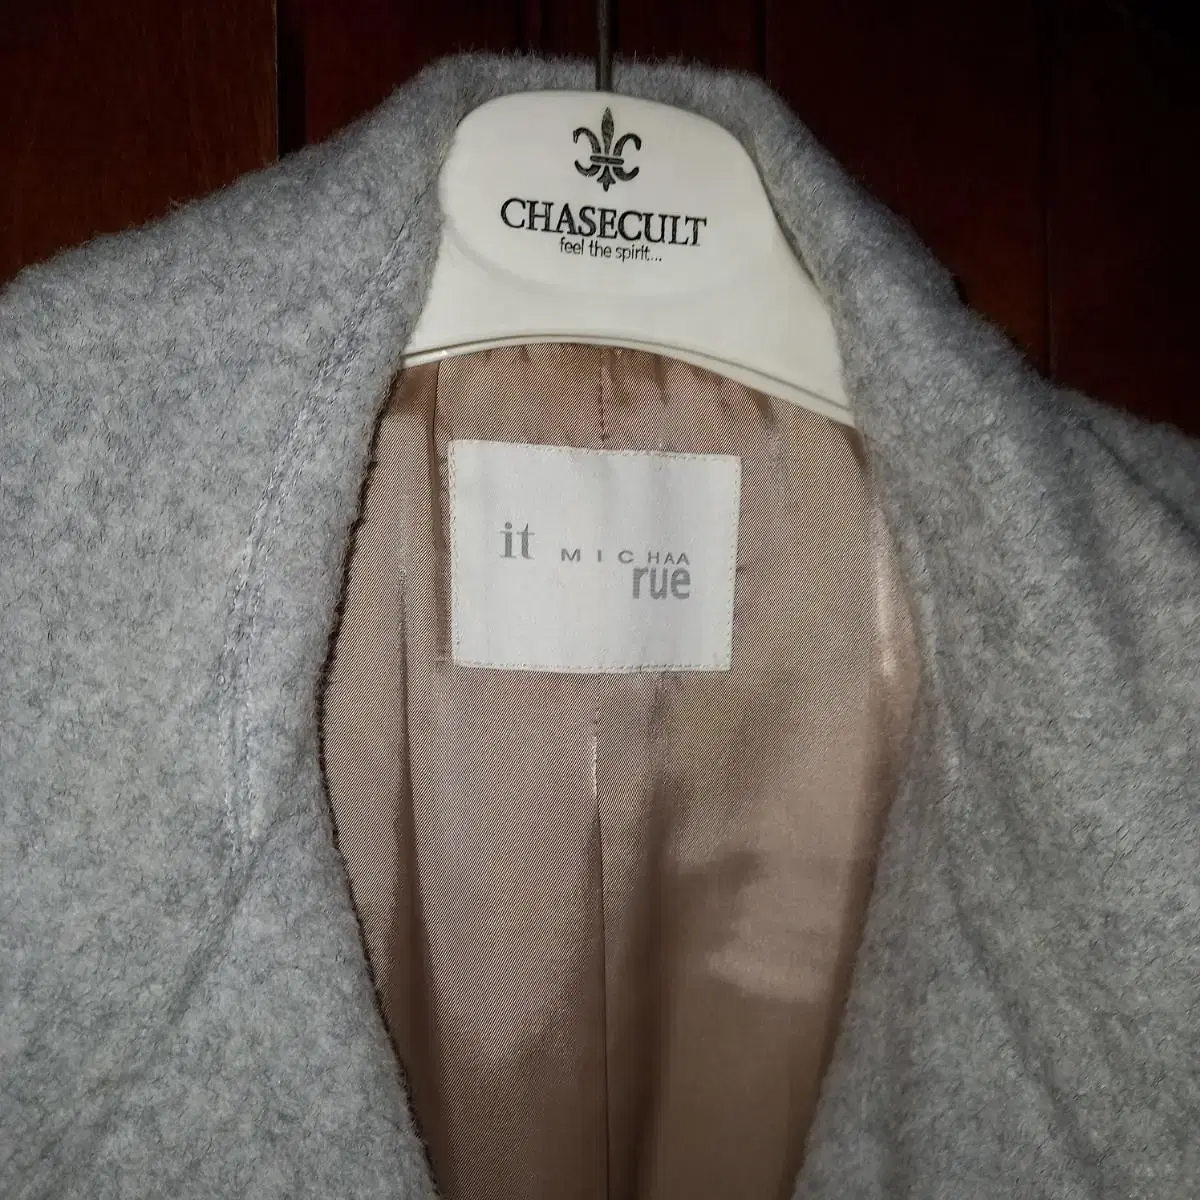 CHASECULT
feel the spirit...
it MICHAA
rue